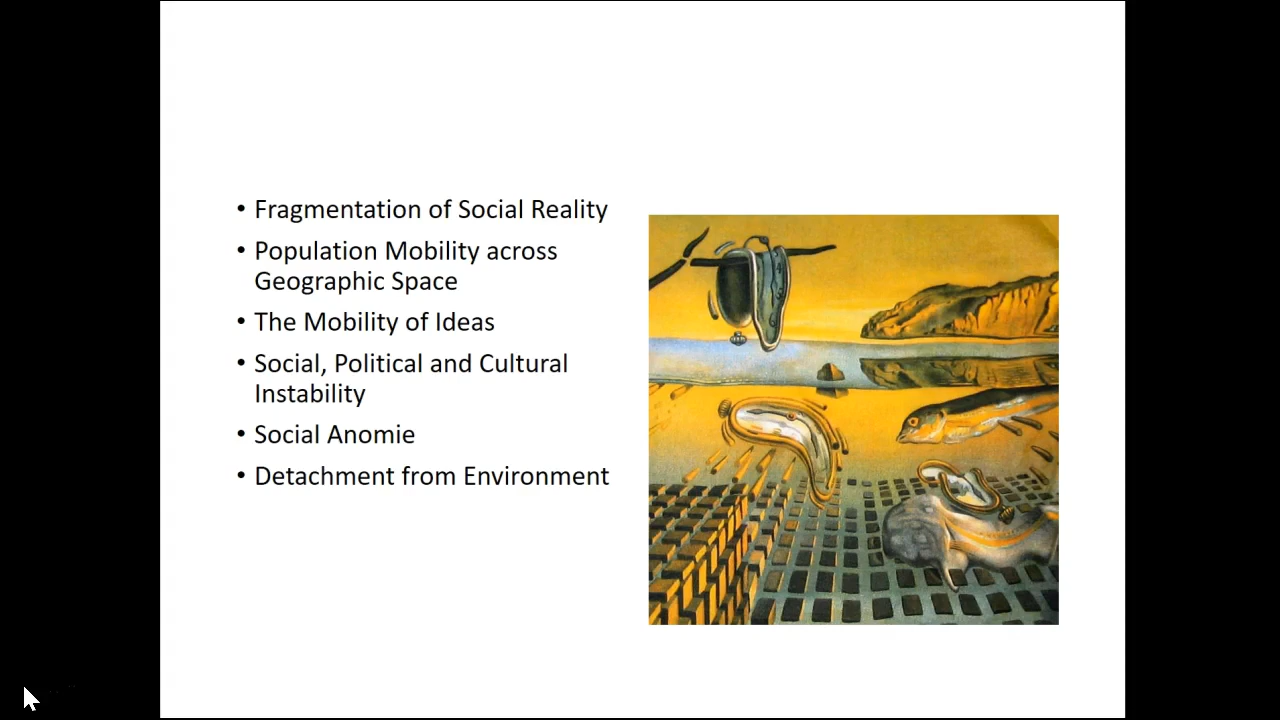 • Fragmentation of Social Reality
• Population Mobility across
Geographic Space
• The Mobility of Ideas
• Social, Political and Cultural
Instability
• Social Anomie
• Detachment from Environment